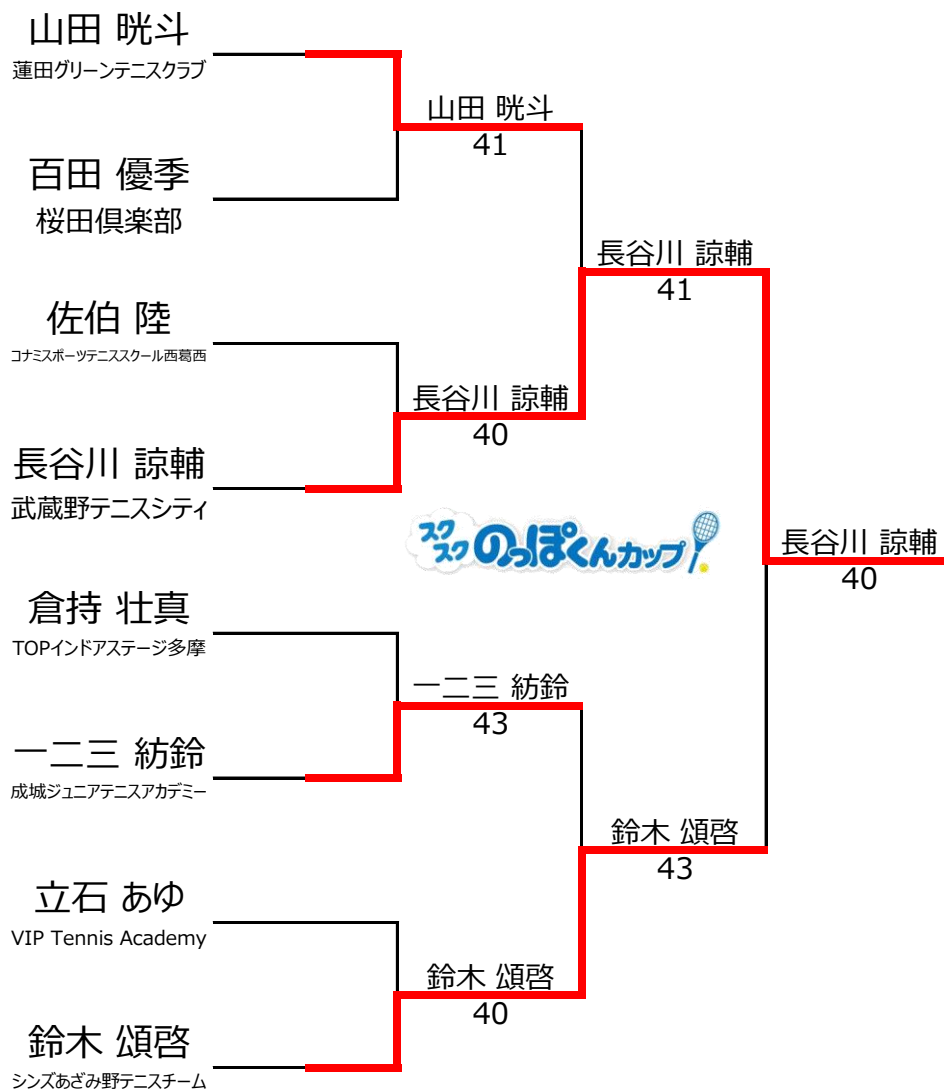 山田 晄斗
蓮田グリーンテニスクラブ
山田 晄斗
41
百田 優季
桜田倶楽部
長谷川 諒輔
41
佐伯 陸
コナミスポーツテニススクール西葛西
長谷川 諒輔
40
長谷川 諒輔
武蔵野テニスシティ
スクスク
のっぽくんカップ
長谷川 諒輔
40
倉持 壮真
TOPインドアステージ多摩
一二三 紡鈴
43
一二三 紡鈴
成城ジュニアテニスアカデミー
鈴木 頌啓
43
立石 あゆ
VIP Tennis Academy
鈴木 頌啓
40
鈴木 頌啓
シンズあざみ野テニスチーム